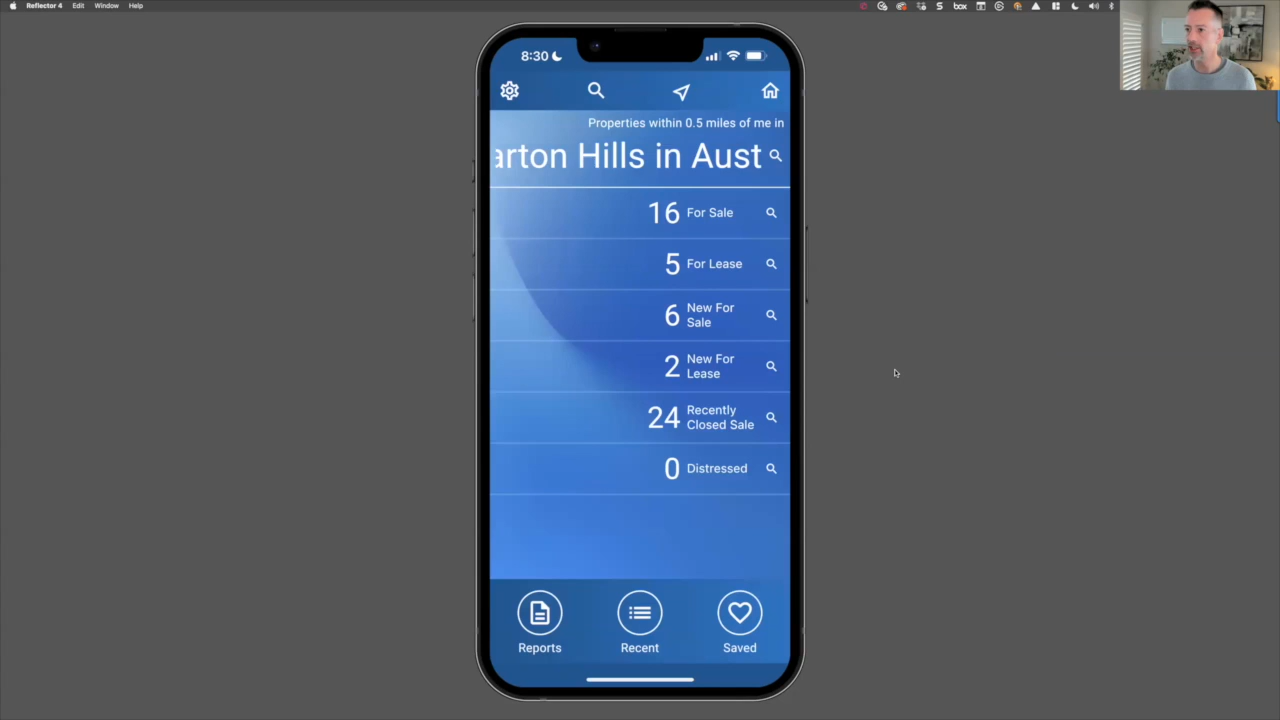 Reflector 4 Edit Window Help
box
8:30
Properties within 0.5 miles of me in
arton Hills in Aust
16 For Sale
5 For Lease
6 New For
Sale
2 New For
Lease
24 Recently
Closed Sale
0 Distressed
Reports Recent Saved